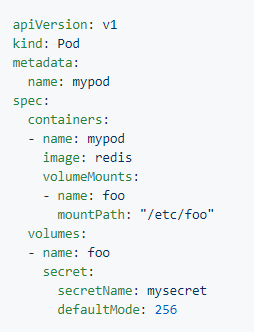 apiVersion: v1
kind: Pod
metadata:
  name: mypod
spec:
  containers:
  - name: mypod
    image: redis
    volumeMounts:
    - name: foo
      mountPath: "/etc/foo"
  volumes:
  - name: foo
    secret:
      secretName: mysecret
      defaultMode: 256